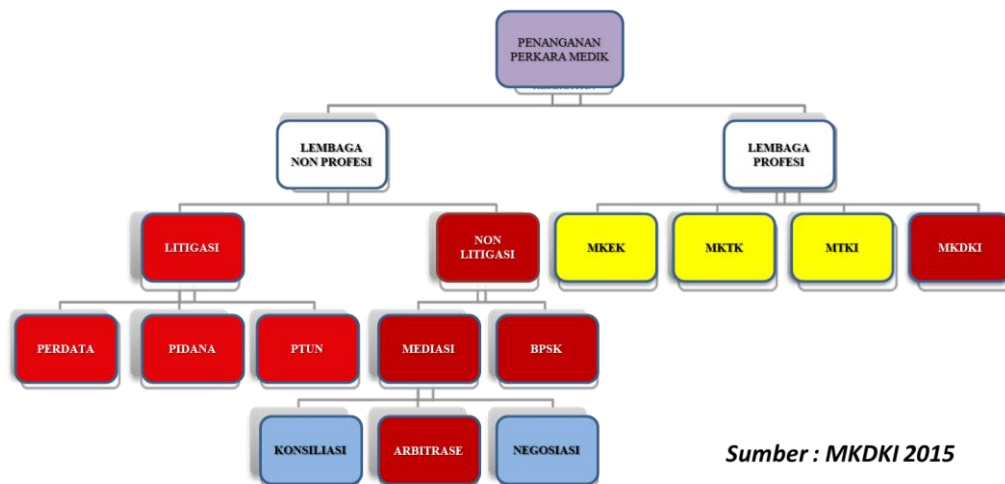 PENANGANAN
PERKARA MEDIK
LEMBAGA
NON PROFESI
LEMBAGA
PROFESI
LITIGASI
NON
LITIGASI
MKEK
MKTK
MTKI
MKDKI
PERDATA
PIDANA
PTUN
MEDIASI
BPSK
KONSILIASI
ARBITRASE
NEGOSIASI
Sumber : MKDKI 2015